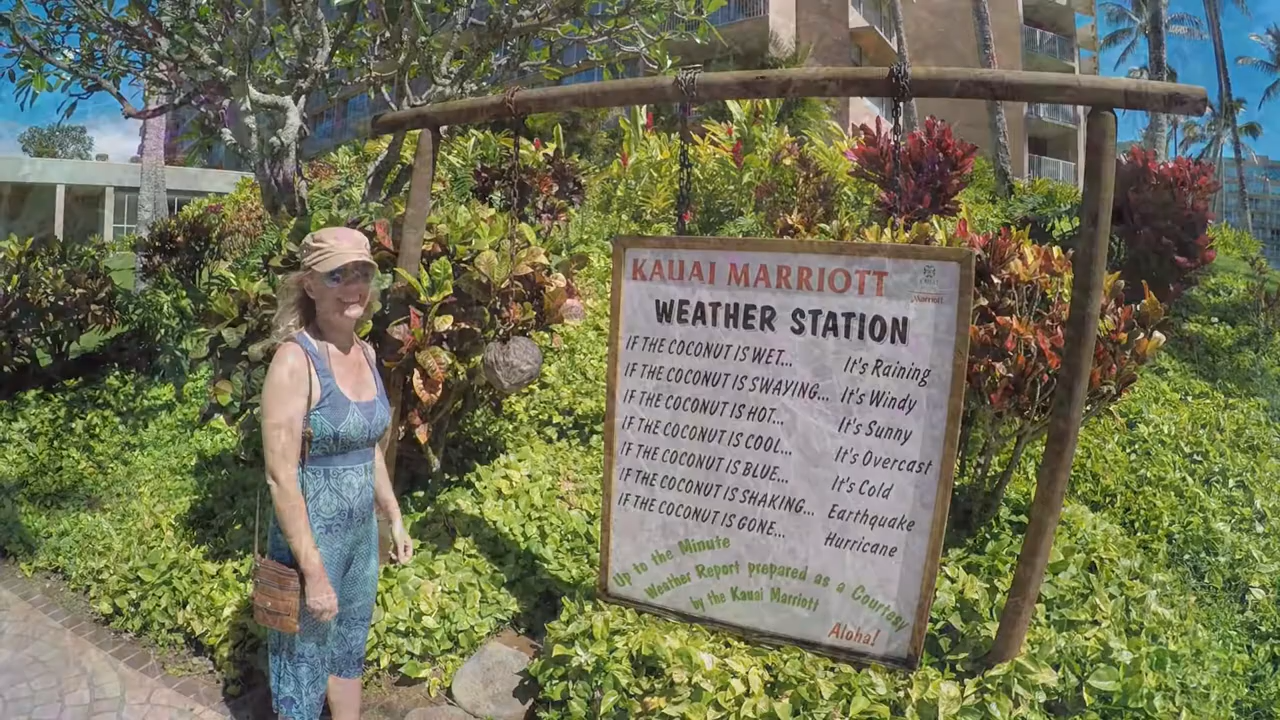 KAUAI MARRIOTT
Marriott
WEATHER STATION
IF THE COCONUT IS WET... It's Raining
IF THE COCONUT IS SWAYING... It's Windy
IF THE COCONUT IS HOT... It's Sunny
IF THE COCONUT IS COOL... It's Overcast
IF THE COCONUT IS BLUE... It's Cold
IF THE COCONUT IS SHAKING... Earthquake
IF THE COCONUT IS GONE... Hurricane
Up to the Minute
Weather Report prepared as a Courtesy
by the Kauai Marriott
Aloha!